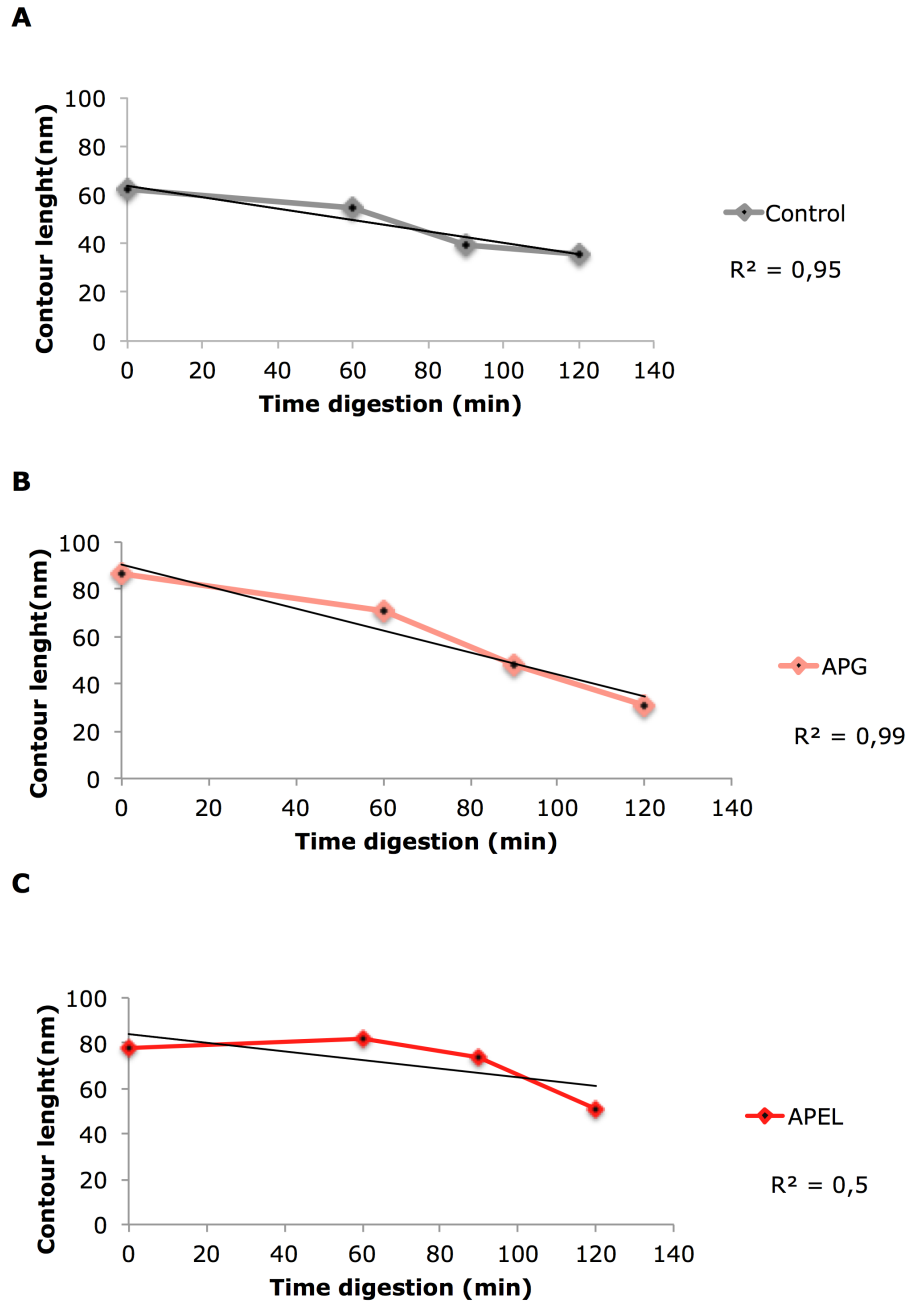 A
Contour lenght(nm)
100
80
60
40
20
0
0 20 40 60 80 100 120 140
Time digestion (min)
Control
R² = 0,95
B
Contour lenght(nm)
100
80
60
40
20
0
0 20 40 60 80 100 120 140
Time digestion (min)
APG
R² = 0,99
C
Contour lenght(nm)
100
80
60
40
20
0
0 20 40 60 80 100 120 140
Time digestion (min)
APEL
R² = 0,5